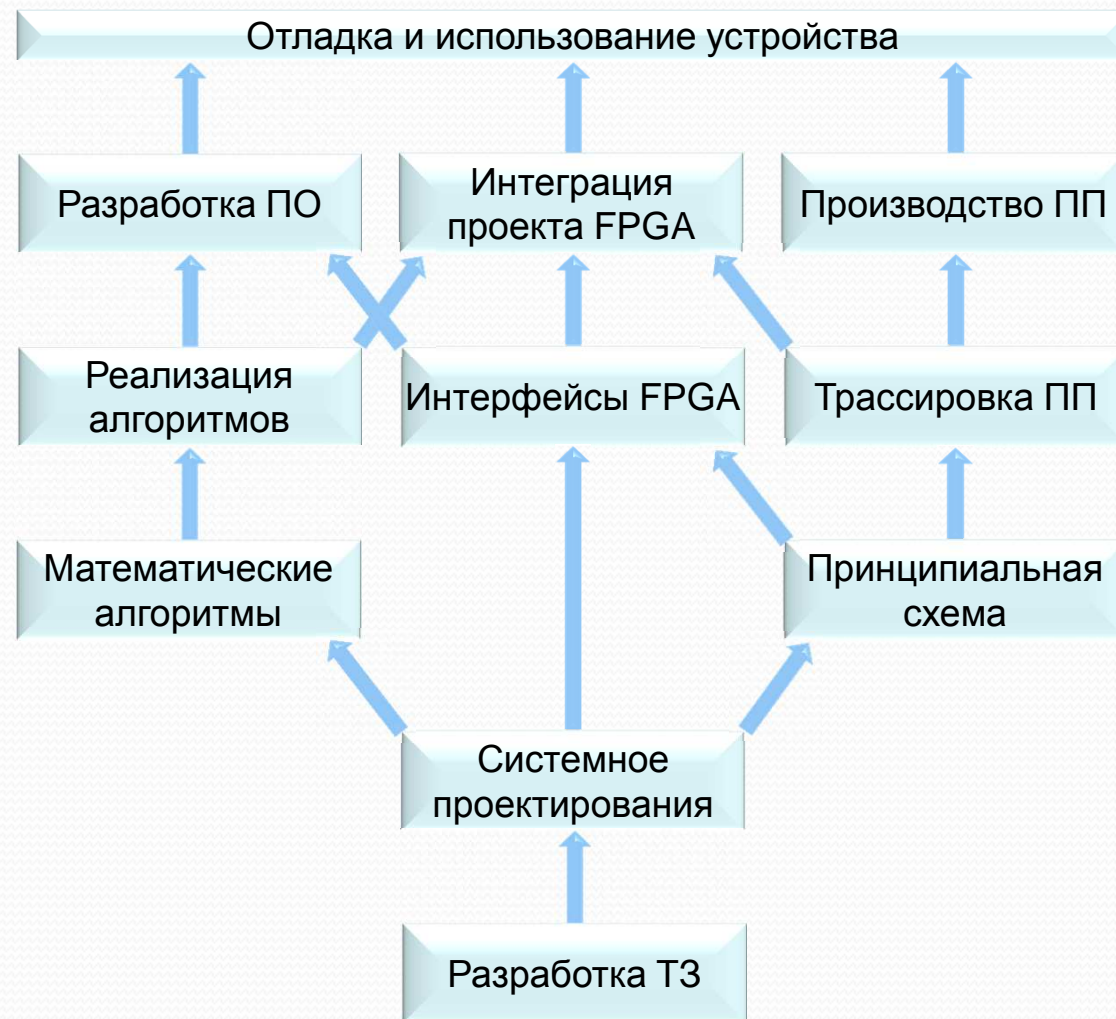 Отладка и использование устройства
Разработка ПО
Интеграция
проекта FPGA
Производство ПП
Реализация
алгоритмов
Интерфейсы FPGA
Трассировка ПП
Математические
алгоритмы
Принципиальная
схема
Системное
проектирования
Разработка ТЗ